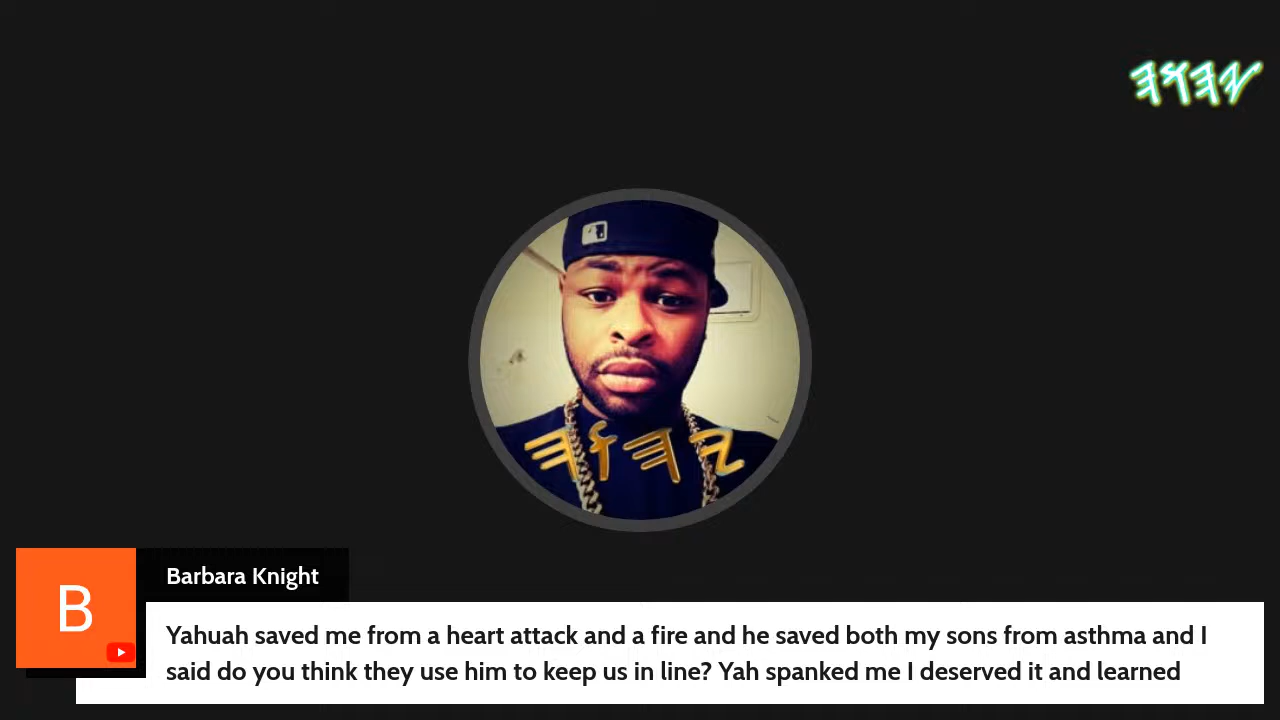 𐤉𐤄𐤅𐤄
𐤉𐤄𐤅𐤄
B
Barbara Knight
Yahuah saved me from a heart attack and a fire and he saved both my sons from asthma and I
said do you think they use him to keep us in line? Yah spanked me I deserved it and learned